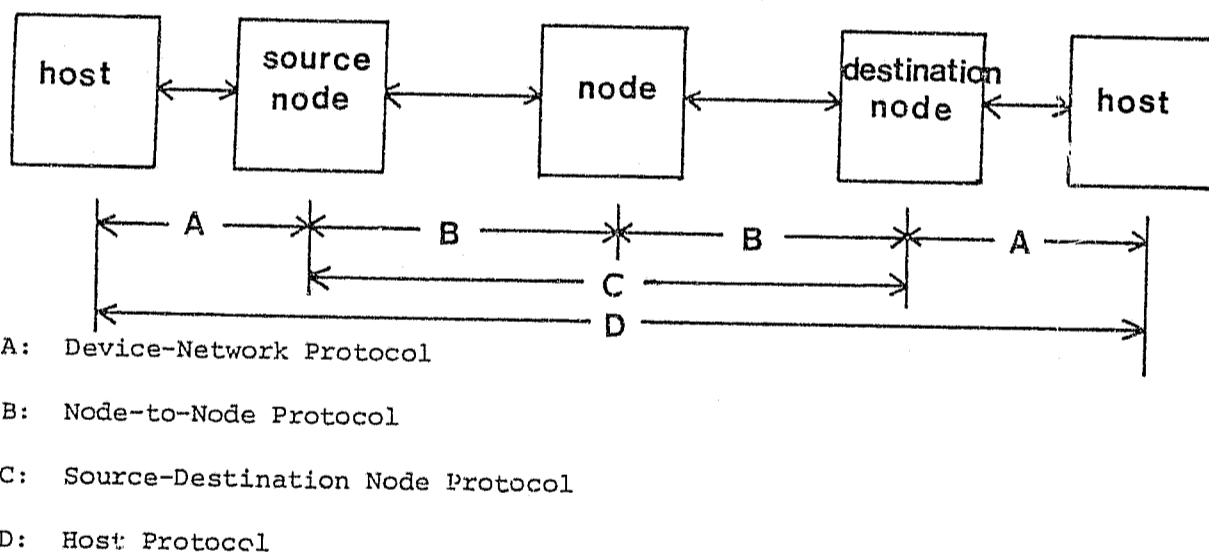 host
source
node
node
destination
node
host
A
B
B
A
C
D
A: Device-Network Protocol
B: Node-to-Node Protocol
C: Source-Destination Node Protocol
D: Host Protocol